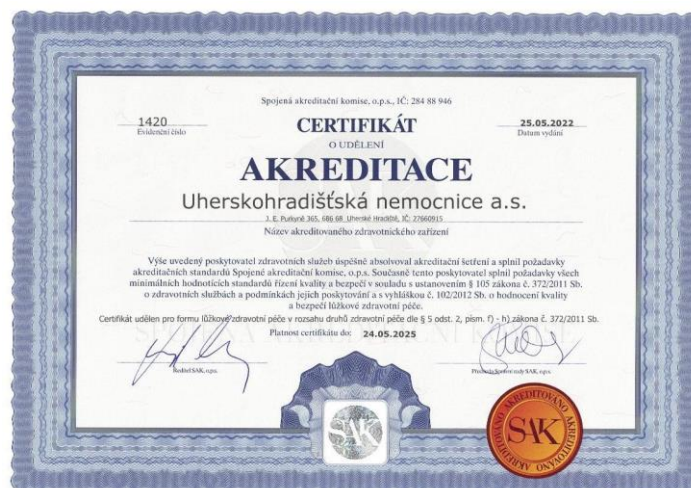 Spojená akreditační komise, o.p.s., IČ: 284 88 946
1420
Evidenční číslo
25.05.2022
Datum vydání
CERTIFIKÁT
O UDĚLENÍ
AKREDITACE
Uherskohradišťská nemocnice a.s.
J. E. Purkyně 365, 686 68 Uherské Hradiště, IČ: 27660915
Název akreditovaného zdravotnického zařízení
Výše uvedený poskytovatel zdravotních služeb úspěšně absolvoval akreditační šetření a splnil požadavky
akreditačních standardů Spojené akreditační komise, o.p.s. Současně tento poskytovatel splnil požadavky všech
minimálních hodnotících standardů řízení kvality a bezpečí v souladu s ustanovením § 105 zákona č. 372/2011 Sb.
o zdravotních službách a podmínkách jejich poskytování a s vyhláškou č. 102/2012 Sb. o hodnocení kvality
a bezpečí lůžkové zdravotní péče.
Certifikát udělen pro formu lůžkové zdravotní péče v rozsahu druhů zdravotní péče dle § 5 odst. 2, písm. f) - h) zákona č. 372/2011 Sb.
Platnost certifikátu do: 24.05.2025
Ředitel SAK, o.p.s.
Předseda Správní rady SAK, o.p.s.
SAK
AKREDITOVÁNO AKREDITOVÁNO
SAK